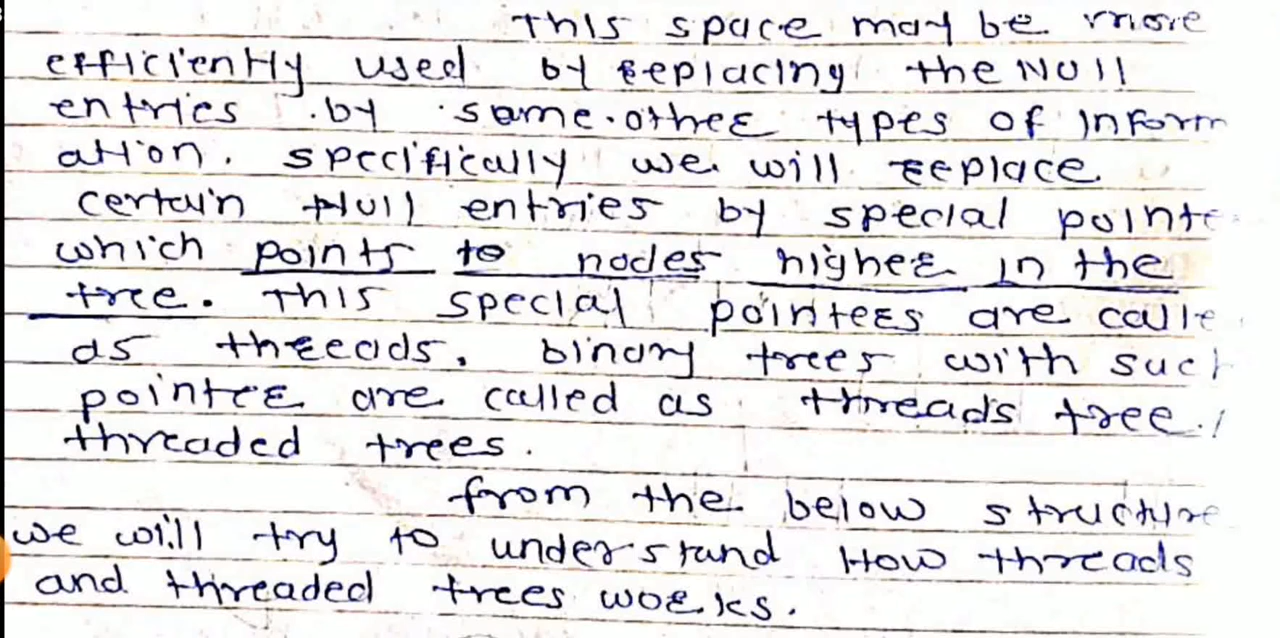 This space may be more
efficiently used by replacing the Null
entries by some other types of inform
ation. specifically we will replace
certain Null entries by special pointe
which points to nodes higher in the
tree. This special pointers are calle
as threads. binary trees with such
pointer are called as threads tree /
threaded trees.
from the below structure
we will try to understand How threads
and threaded trees works.